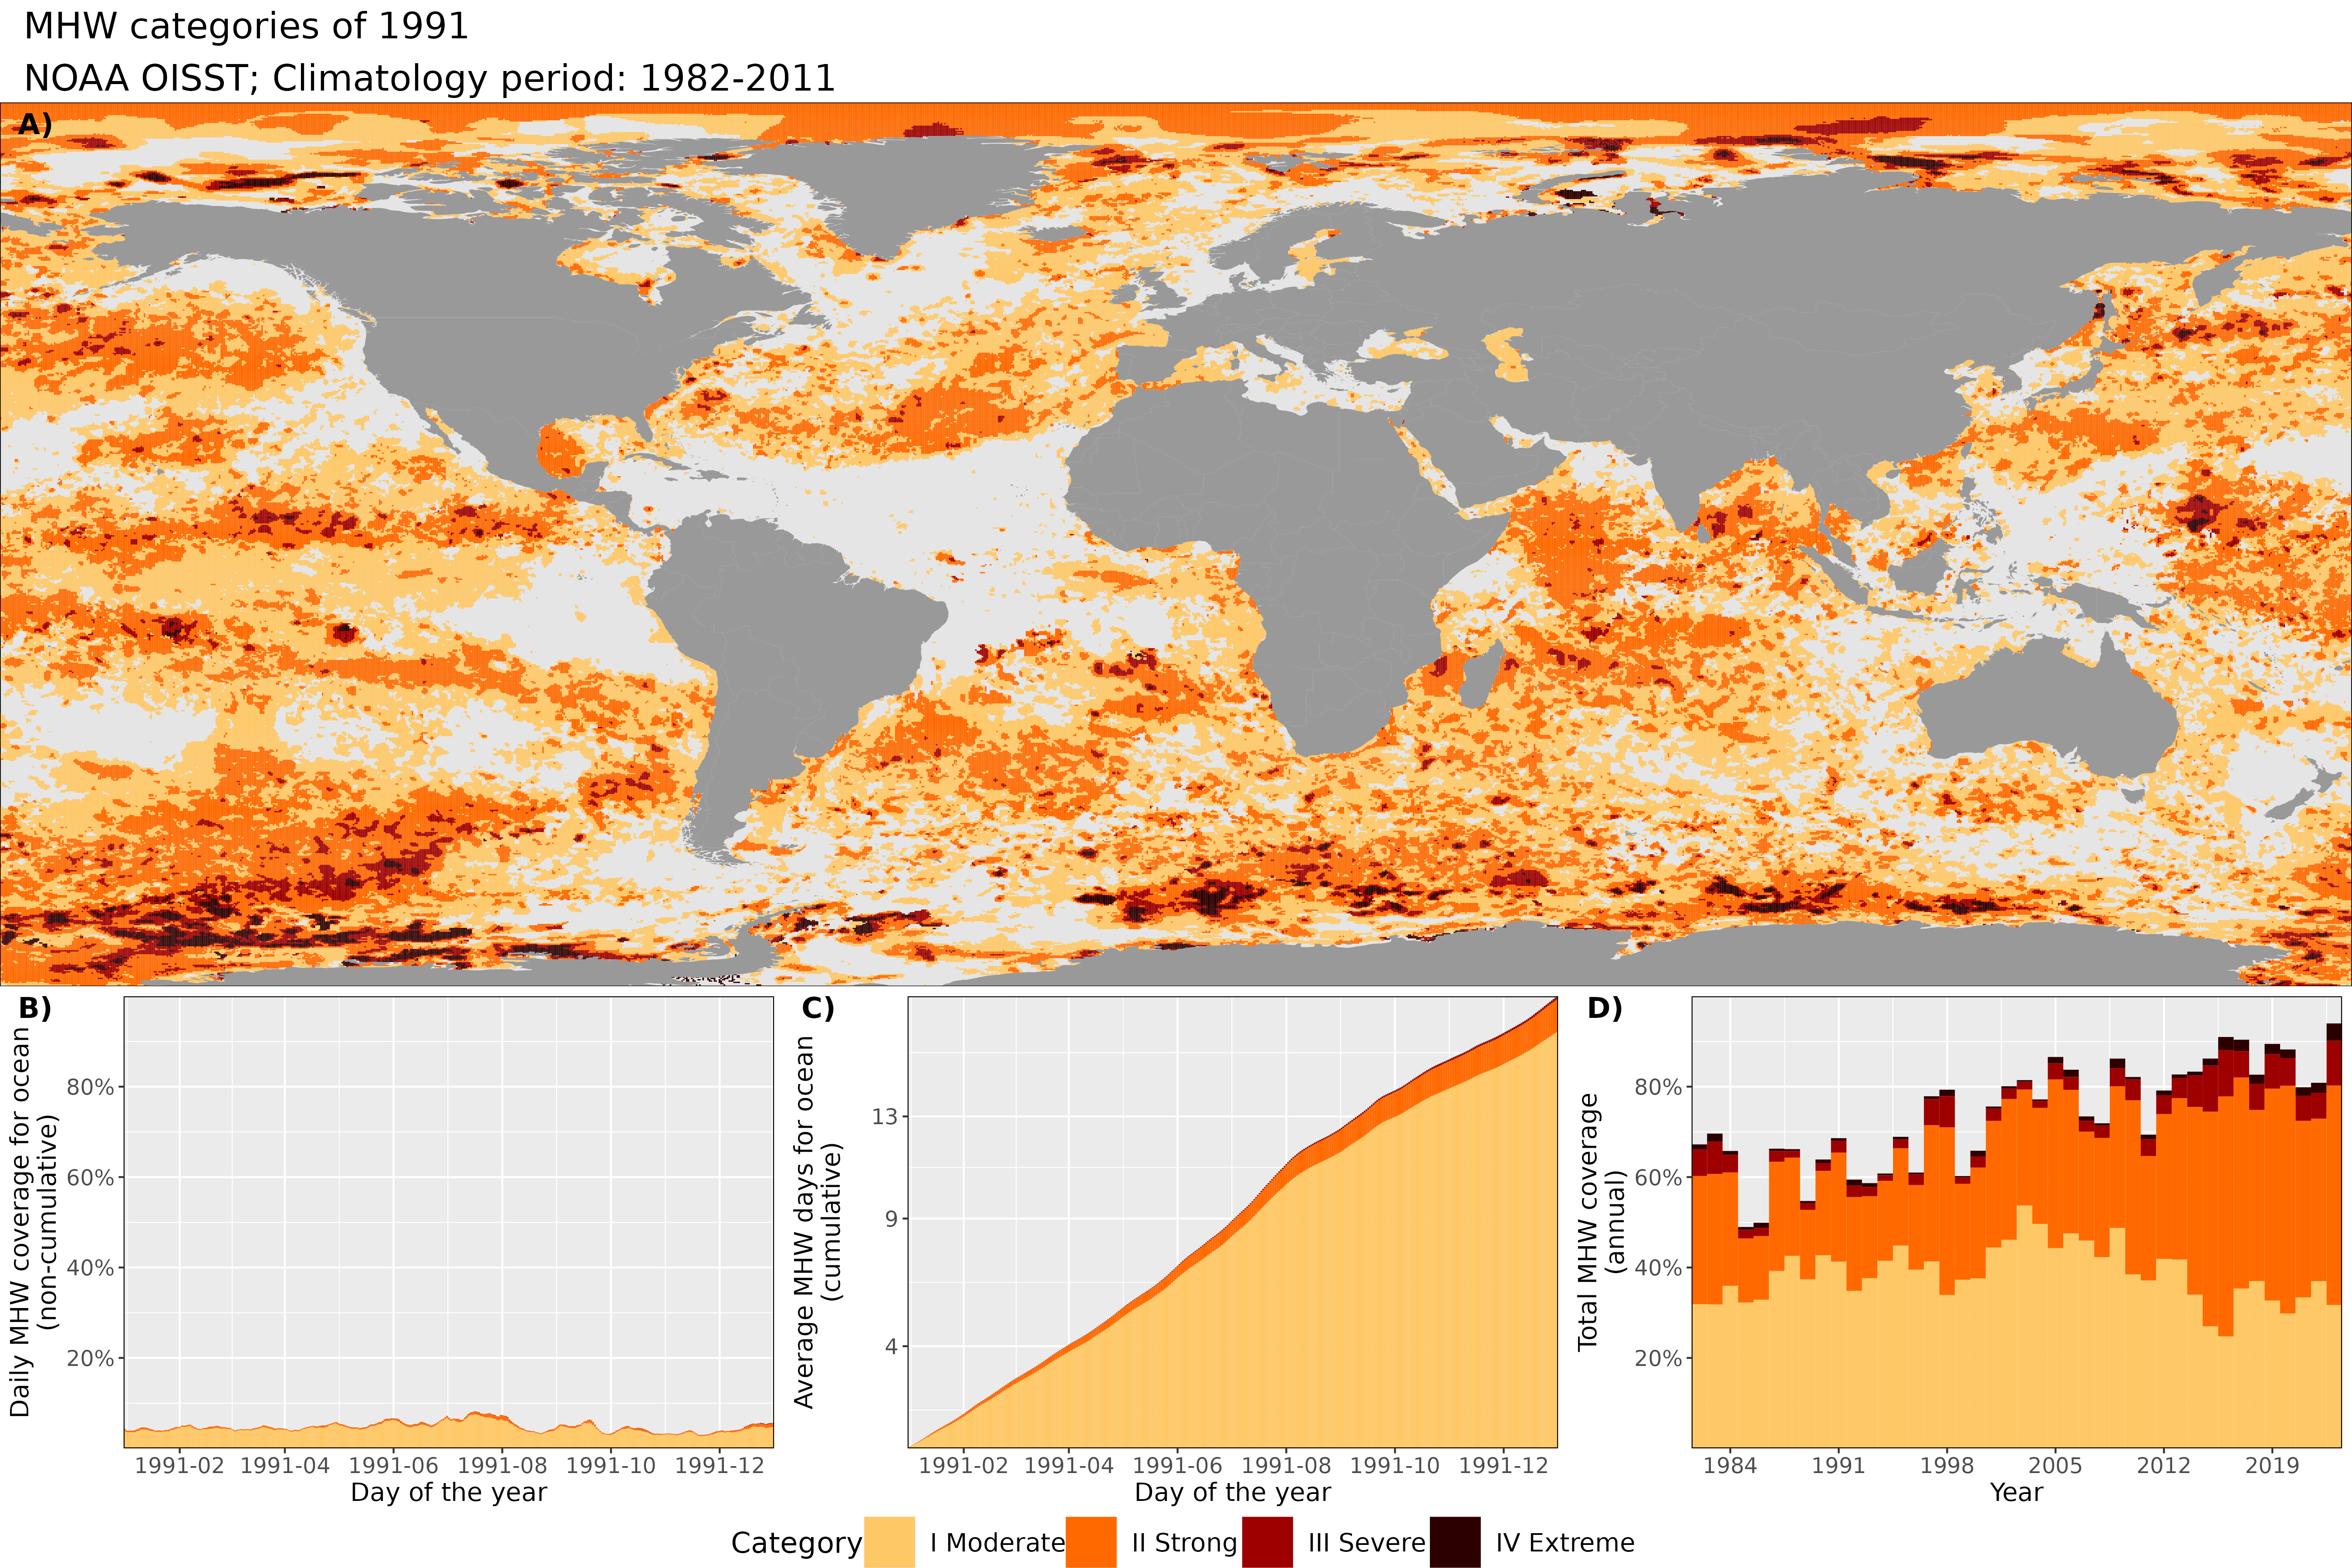 MHW categories of 1991
NOAA OISST; Climatology period: 1982-2011
A)
B)
Daily MHW coverage for ocean
(non-cumulative)
80%
60%
40%
20%
1991-02 1991-04 1991-06 1991-08 1991-10 1991-12
Day of the year
C)
Average MHW days for ocean
(cumulative)
13
9
4
1991-02 1991-04 1991-06 1991-08 1991-10 1991-12
Day of the year
D)
Total MHW coverage
(annual)
80%
60%
40%
20%
1984 1991 1998 2005 2012 2019
Year
Category I Moderate II Strong III Severe IV Extreme